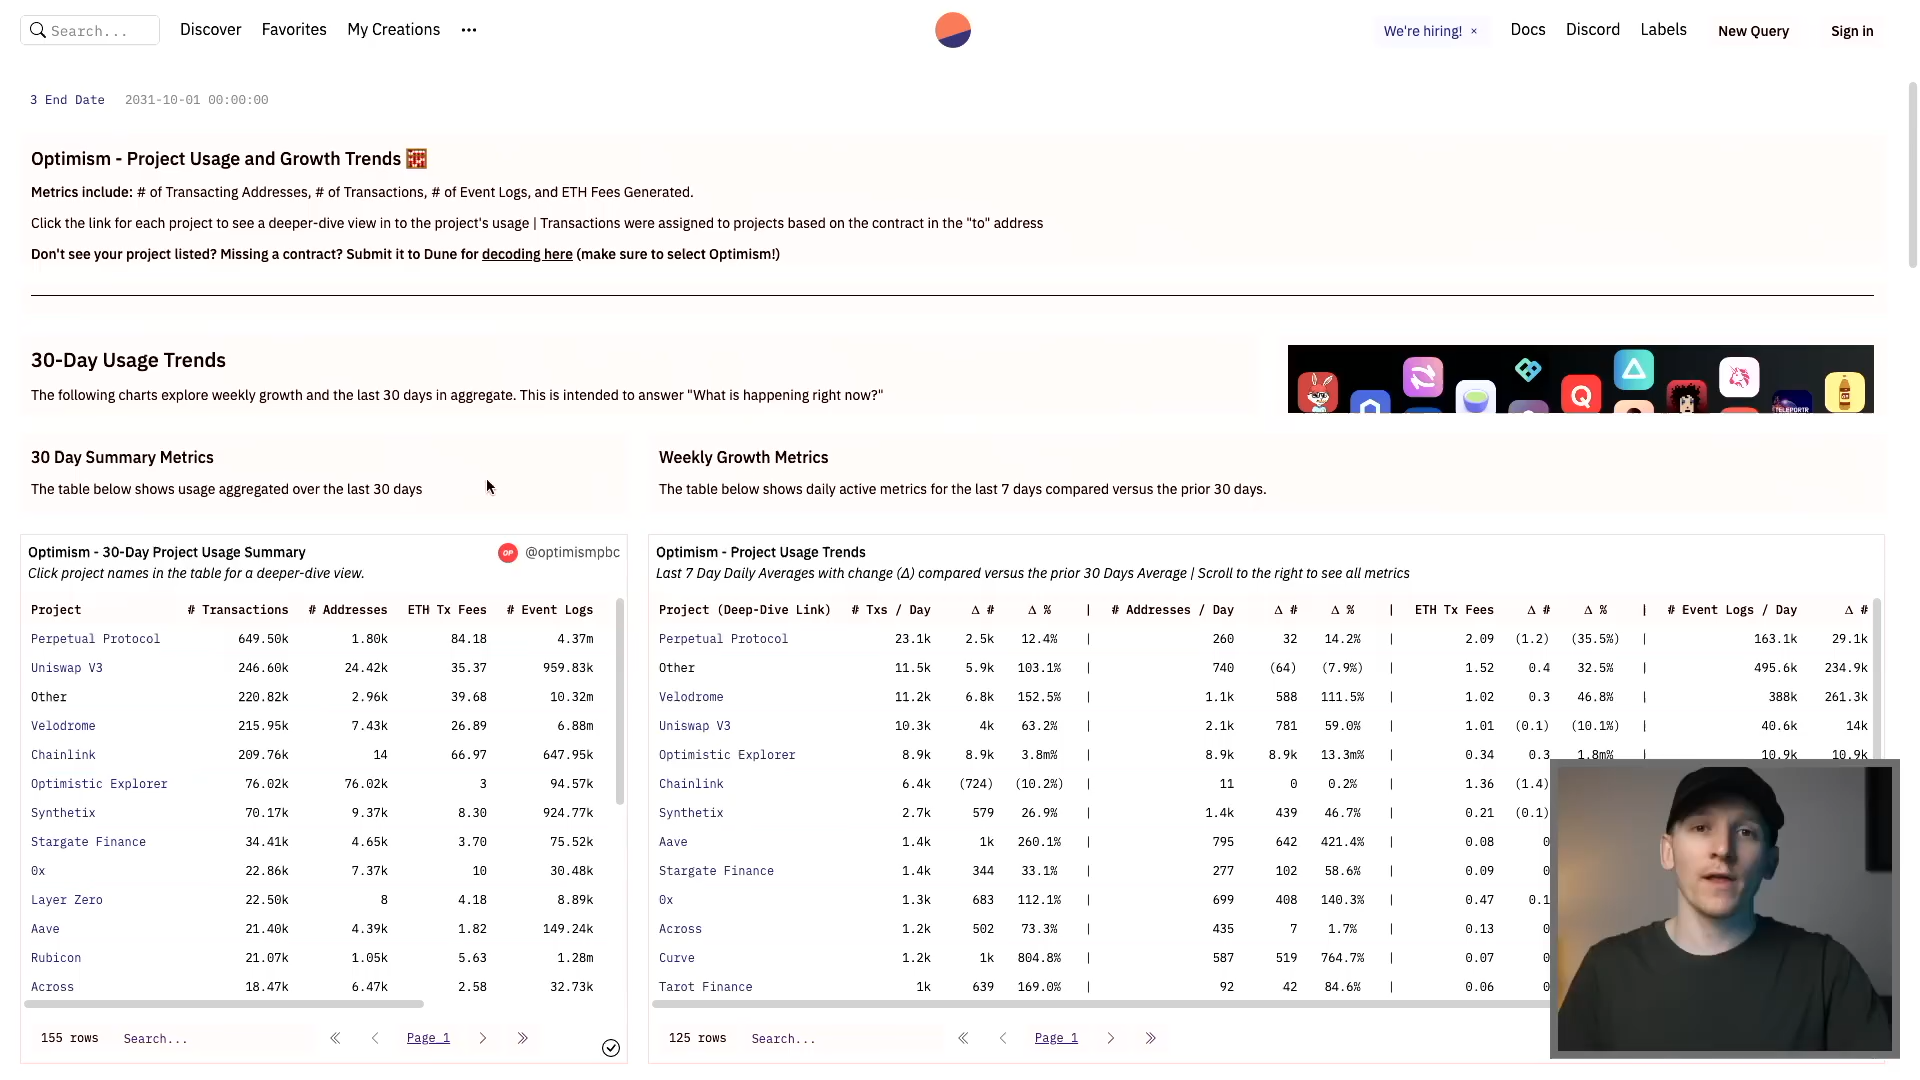 Search...
Discover
Favorites
My Creations
We're hiring! ×
Docs
Discord
Labels
New Query
Sign in
3 End Date 2031-10-01 00:00:00
Optimism - Project Usage and Growth Trends
Metrics include: # of Transacting Addresses, # of Transactions, # of Event Logs, and ETH Fees Generated.
Click the link for each project to see a deeper-dive view in to the project's usage | Transactions were assigned to projects based on the contract in the "to" address
Don't see your project listed? Missing a contract? Submit it to Dune for decoding here (make sure to select Optimism!)
30-Day Usage Trends
The following charts explore weekly growth and the last 30 days in aggregate. This is intended to answer "What is happening right now?"
TELEPORTR
30 Day Summary Metrics
The table below shows usage aggregated over the last 30 days
Weekly Growth Metrics
The table below shows daily active metrics for the last 7 days compared versus the prior 30 days.
Optimism - 30-Day Project Usage Summary
OP @optimismpbc
Click project names in the table for a deeper-dive view.
Project # Transactions # Addresses ETH Tx Fees # Event Logs
Perpetual Protocol 649.50k 1.80k 84.18 4.37m
Uniswap V3 246.60k 24.42k 35.37 959.83k
Other 220.82k 2.96k 39.68 10.32m
Velodrome 215.95k 7.43k 26.89 6.88m
Chainlink 209.76k 14 66.97 647.95k
Optimistic Explorer 76.02k 76.02k 3 94.57k
Synthetix 70.17k 9.37k 8.30 924.77k
Stargate Finance 34.41k 4.65k 3.70 75.52k
0x 22.86k 7.37k 10 30.48k
Layer Zero 22.50k 8 4.18 8.89k
Aave 21.40k 4.39k 1.82 149.24k
Rubicon 21.07k 1.05k 5.63 1.28m
Across 18.47k 6.47k 2.58 32.73k
155 rows Search... « ‹ Page 1 › »
Optimism - Project Usage Trends
Last 7 Day Daily Averages with change (Δ) compared versus the prior 30 Days Average | Scroll to the right to see all metrics
Project (Deep-Dive Link) # Txs / Day Δ # Δ % | # Addresses / Day Δ # Δ % | ETH Tx Fees Δ # Δ % | # Event Logs / Day Δ #
Perpetual Protocol 23.1k 2.5k 12.4% | 260 32 14.2% | 2.09 (1.2) (35.5%) | 163.1k 29.1k
Other 11.5k 5.9k 103.1% | 740 (64) (7.9%) | 1.52 0.4 32.5% | 495.6k 234.9k
Velodrome 11.2k 6.8k 152.5% | 1.1k 588 111.5% | 1.02 0.3 46.8% | 388k 261.3k
Uniswap V3 10.3k 4k 63.2% | 2.1k 781 59.0% | 1.01 (0.1) (10.1%) | 40.6k 14k
Optimistic Explorer 8.9k 8.9k 3.8m% | 8.9k 8.9k 13.3m% | 0.34 0.3 1.8m% | 10.9k 10.9k
Chainlink 6.4k (724) (10.2%) | 11 0 0.2% | 1.36 (1.4)
Synthetix 2.7k 579 26.9% | 1.4k 439 46.7% | 0.21 (0.1)
Aave 1.4k 1k 260.1% | 795 642 421.4% | 0.08 0
Stargate Finance 1.4k 344 33.1% | 277 102 58.6% | 0.09 0
0x 1.3k 683 112.1% | 699 408 140.3% | 0.47 0.1
Across 1.2k 502 73.3% | 435 7 1.7% | 0.13 0
Curve 1.2k 1k 804.8% | 587 519 764.7% | 0.07 0
Tarot Finance 1k 639 169.0% | 92 42 84.6% | 0.06 0
125 rows Search... « ‹ Page 1 › »